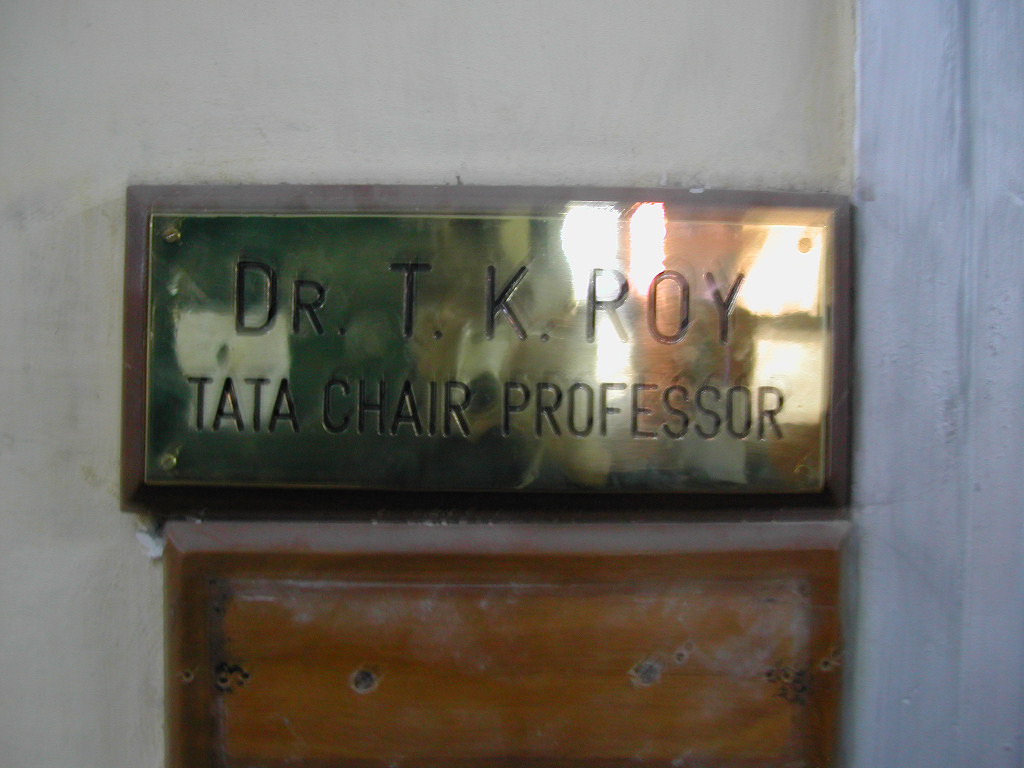 DR. T. K. ROY
TATA CHAIR PROFESSOR